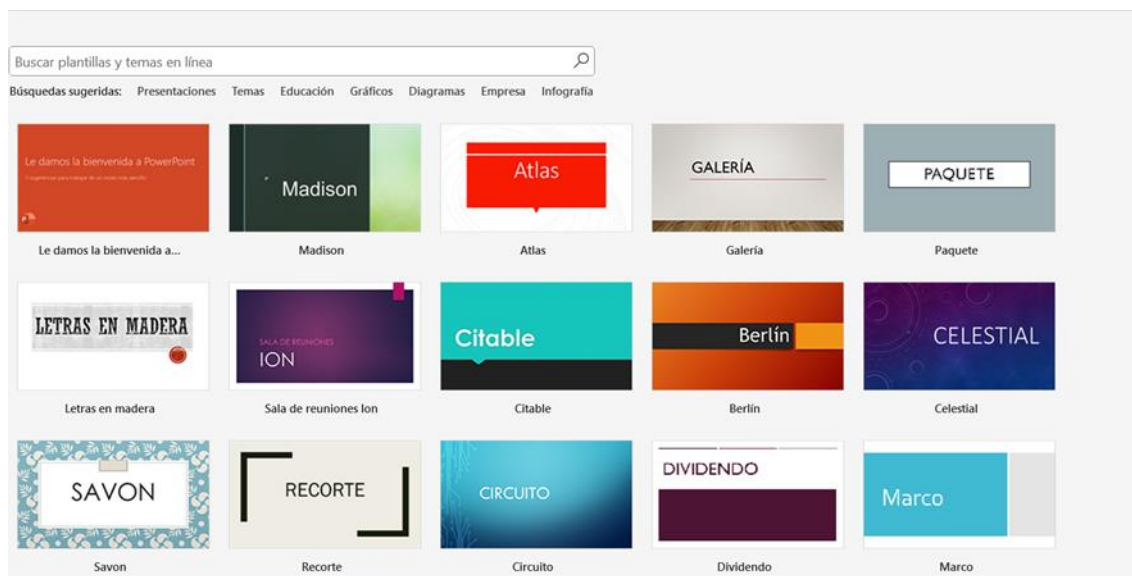 Buscar plantillas y temas en línea
Búsquedas sugeridas: Presentaciones Temas Educación Gráficos Diagramas Empresa Infografía
Le damos la bienvenida a PowerPoint
Madison
Atlas
GALERÍA
PAQUETE
Le damos la bienvenida a...
Madison
Atlas
Galería
Paquete
LETRAS EN MADERA
SALA DE REUNIONES
ION
Citable
Berlín
CELESTIAL
Letras en madera
Sala de reuniones Ion
Citable
Berlín
Celestial
SAVON
RECORTE
CIRCUITO
DIVIDENDO
Marco
Savon
Recorte
Circuito
Dividendo
Marco